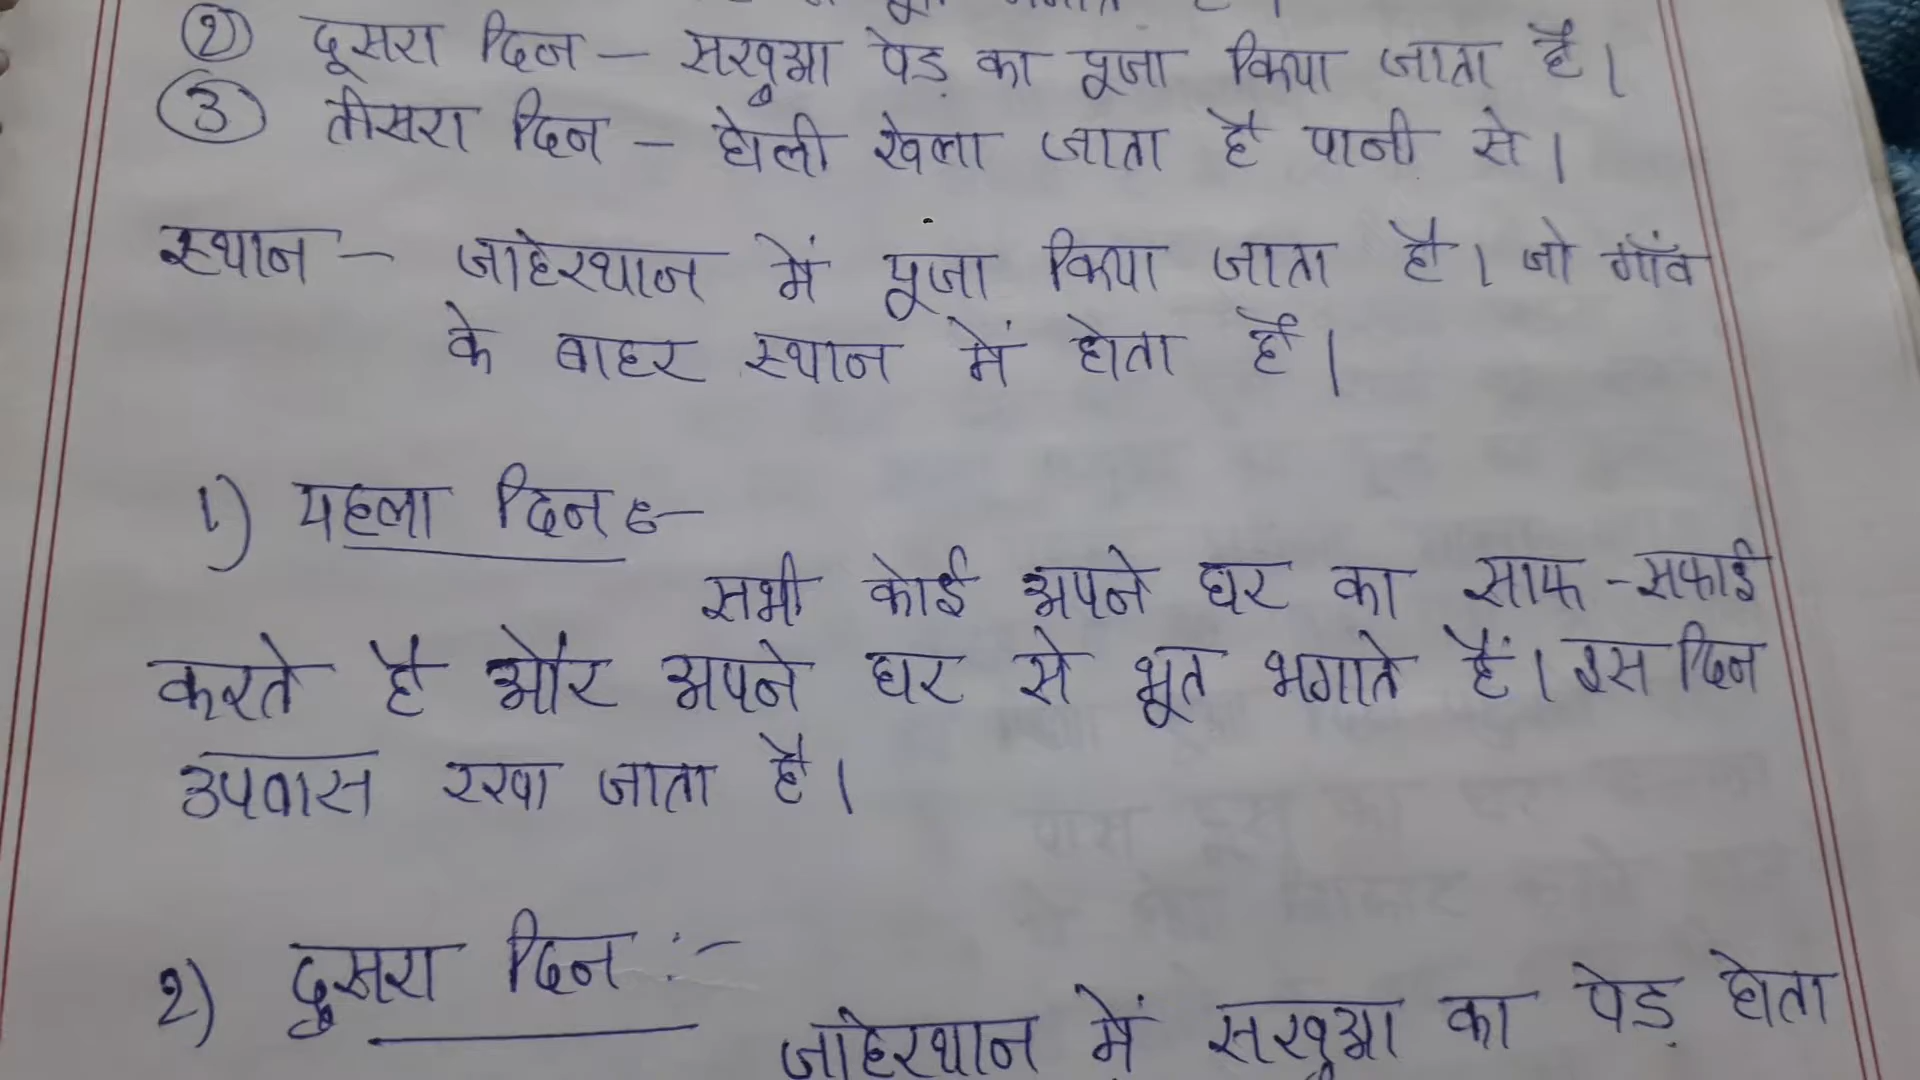 ② दूसरा दिन - सखुआ पेड़ का पूजा किया जाता है।
③ तीसरा दिन - होली खेला जाता है पानी से।
स्थान - जाहेरथान में पूजा किया जाता है। जो गाँव
के बाहर स्थान में होता है।
1) पहला दिन :-
सभी कोई अपने घर का साफ-सफाई
करते है और अपने घर से भूत भगाते हैं। इस दिन
उपवास रखा जाता है।
2) दुसरा दिन :-
जाहेरथान में सखुआ का पेड़ होता